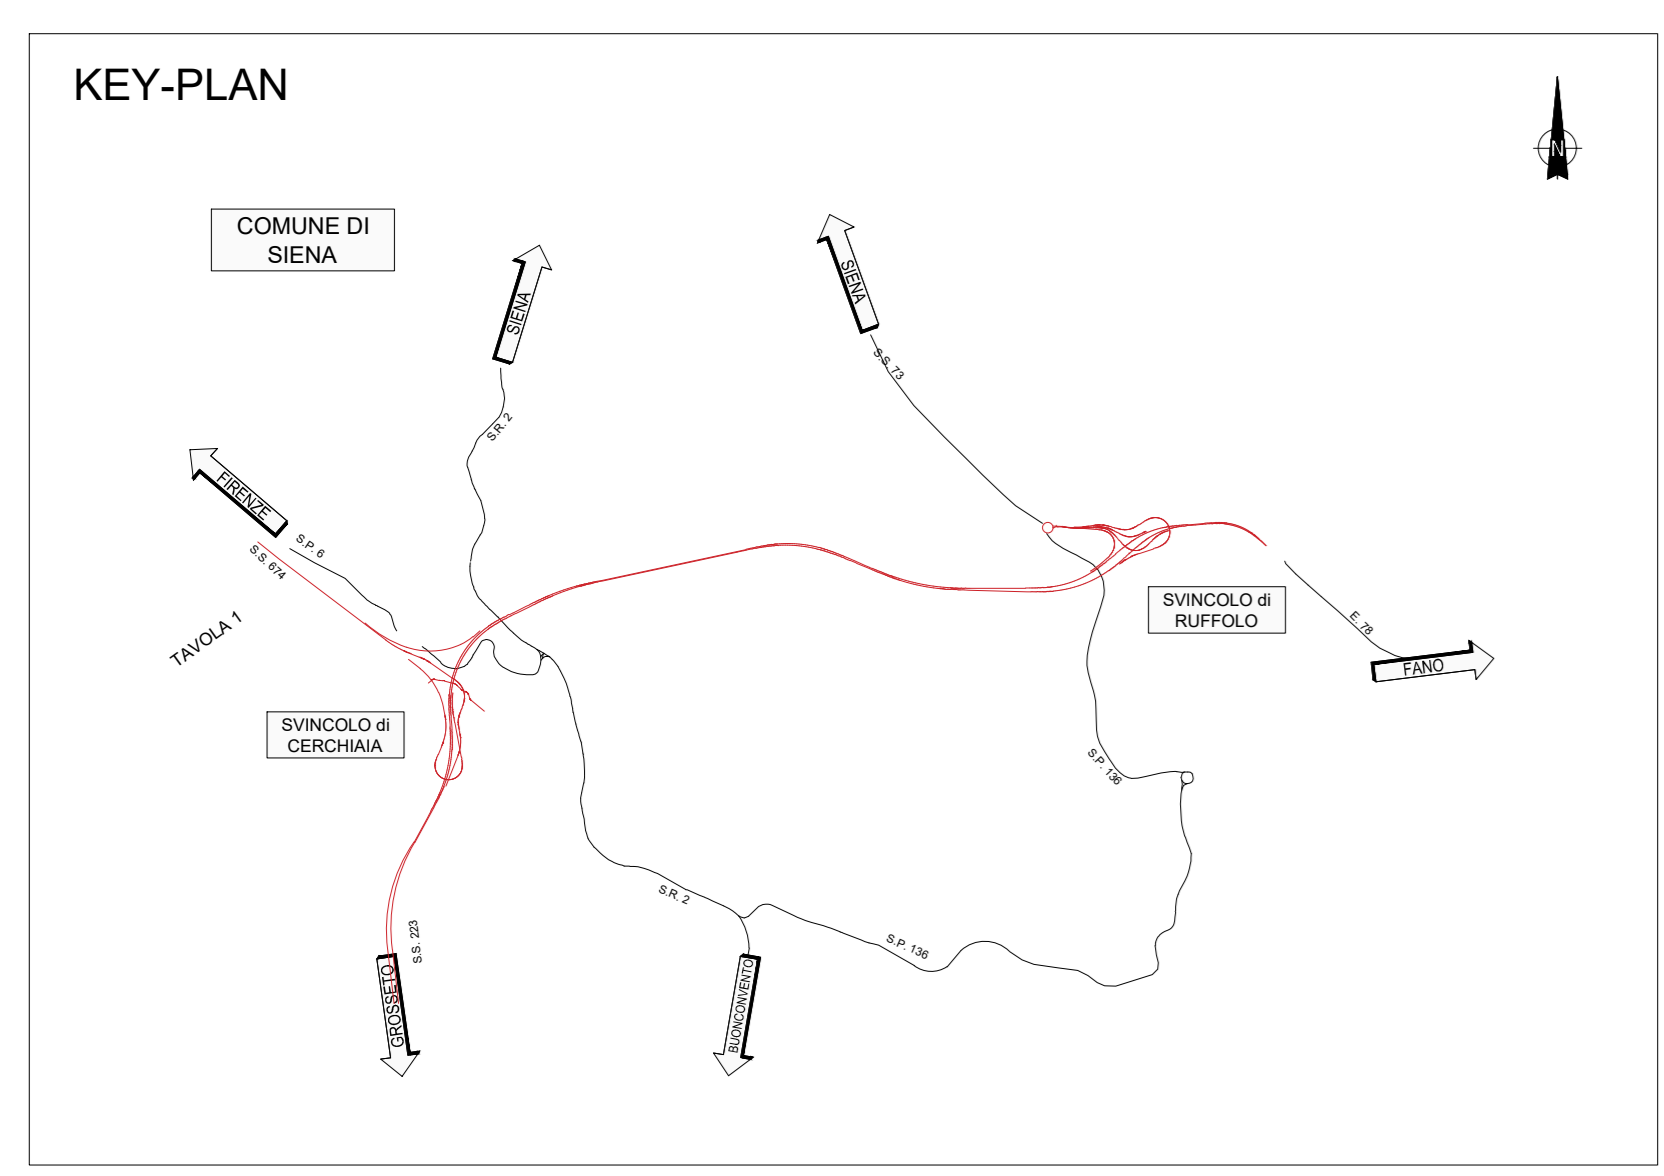 KEY-PLAN
N
COMUNE DI
SIENA
SIENA
SIENA
S.S. 73
S.R. 2
FIRENZE
S.P. 6
S.S. 674
TAVOLA 1
SVINCOLO di
RUFFOLO
E. 78
FANO
SVINCOLO di
CERCHIAIA
S.P. 136
S.R. 2
S.P. 136
S.S. 223
GROSSETO
BUONCONVENTO